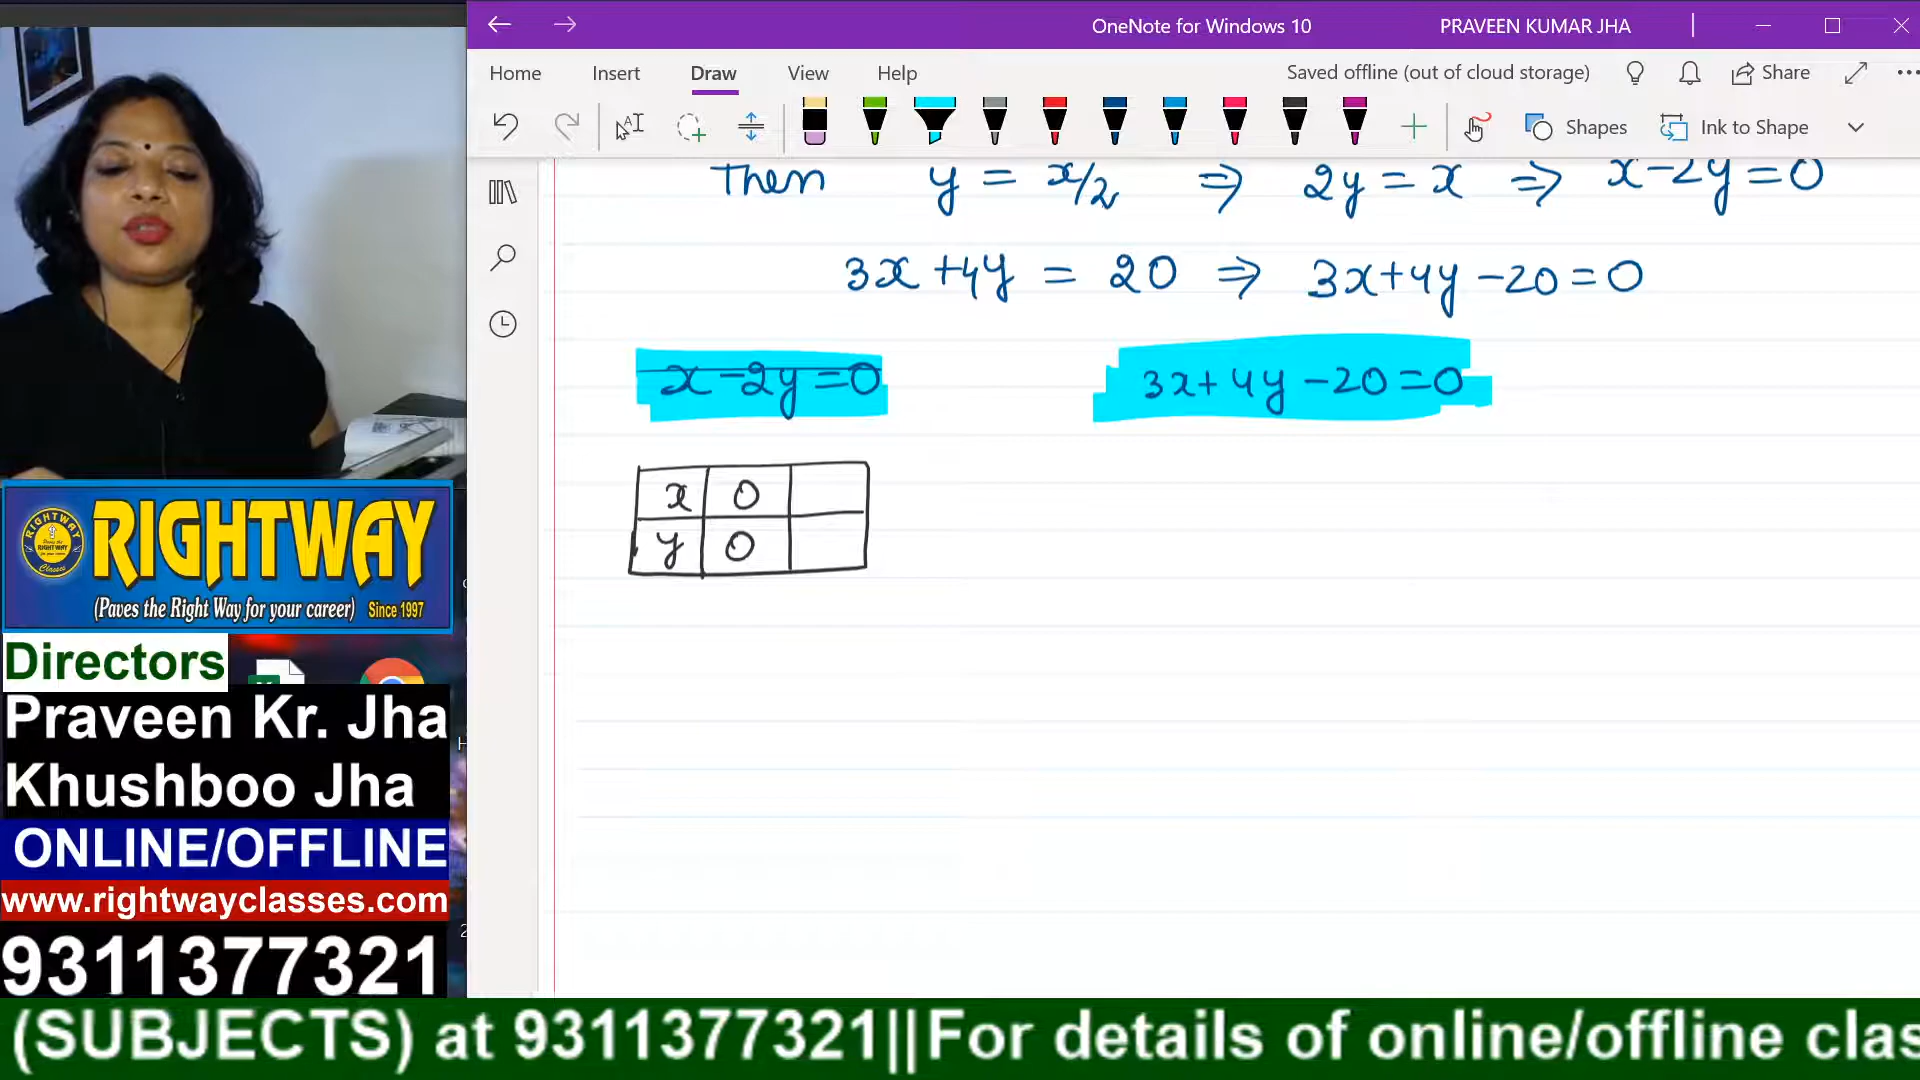 OneNote for Windows 10
PRAVEEN KUMAR JHA
Home Insert Draw View Help
Saved offline (out of cloud storage)
Share
Shapes
Ink to Shape
Then y = x/2 ⇒ 2y = x ⇒ x-2y=0
3x+4y = 20 ⇒ 3x+4y-20=0
x-2y=0
3x+4y-20=0
x 0
y 0
RIGHTWAY
(Paves the Right Way for your career) Since 1997
Directors
Praveen Kr. Jha
Khushboo Jha
ONLINE/OFFLINE
www.rightwayclasses.com
9311377321
(SUBJECTS) at 9311377321||For details of online/offline clas